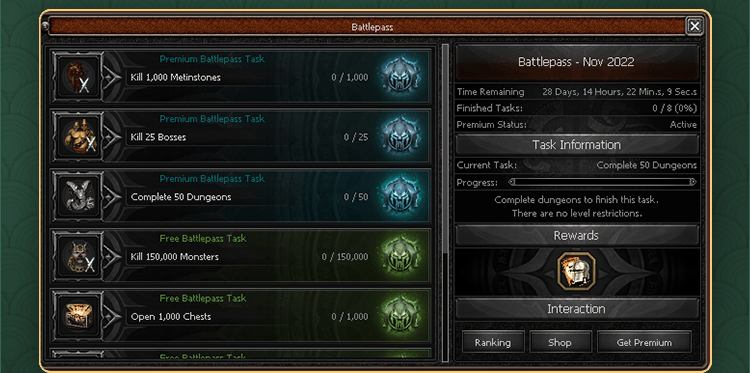 Battlepass
Premium Battlepass Task
Kill 1,000 Metinstones 0 / 1,000
Premium Battlepass Task
Kill 25 Bosses 0 / 25
Premium Battlepass Task
Complete 50 Dungeons 0 / 50
Free Battlepass Task
Kill 150,000 Monsters 0 / 150,000
Free Battlepass Task
Open 1,000 Chests 0 / 1,000
Free Battlepass Task
Battlepass - Nov 2022
Time Remaining 28 Days, 14 Hours, 22 Min.s, 9 Sec.s
Finished Tasks: 0 / 8 (0%)
Premium Status: Active
Task Information
Current Task: Complete 50 Dungeons
Progress:
Complete dungeons to finish this task.
There are no level restrictions.
Rewards
Interaction
Ranking Shop Get Premium